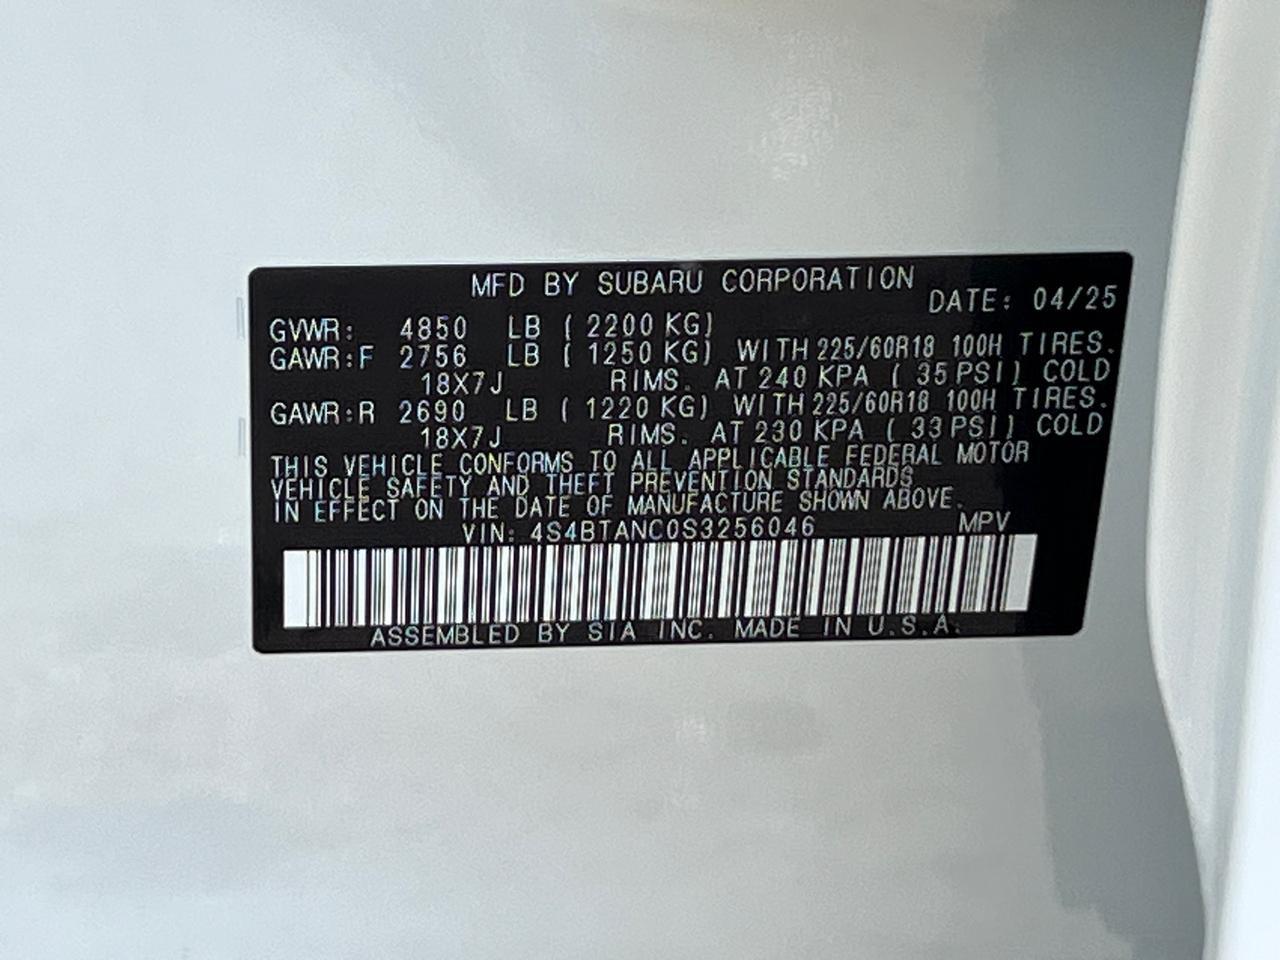 MFD BY SUBARU CORPORATION
DATE: 04/25
GVWR: 4850 LB ( 2200 KG)
GAWR:F 2756 LB ( 1250 KG) WITH 225/60R18 100H TIRES.
18X7J RIMS. AT 240 KPA ( 35 PSI) COLD
GAWR:R 2690 LB ( 1220 KG) WITH 225/60R18 100H TIRES.
18X7J RIMS. AT 230 KPA ( 33 PSI) COLD
THIS VEHICLE CONFORMS TO ALL APPLICABLE FEDERAL MOTOR
VEHICLE SAFETY AND THEFT PREVENTION STANDARDS
IN EFFECT ON THE DATE OF MANUFACTURE SHOWN ABOVE.
VIN: 4S4BTANC0S3256046 MPV
ASSEMBLED BY SIA INC. MADE IN U.S.A.